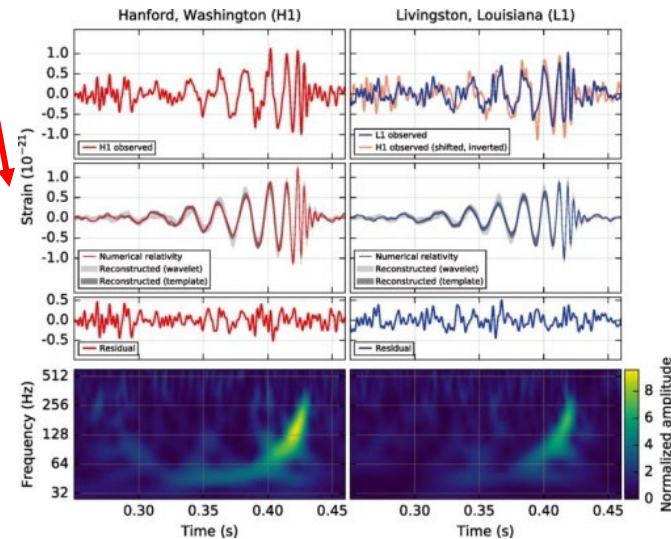 Hanford, Washington (H1)
Livingston, Louisiana (L1)
1.0
0.5
0.0
-0.5
-1.0
H1 observed
L1 observed
H1 observed (shifted, inverted)
Strain (10⁻²¹)
1.0
0.5
0.0
-0.5
-1.0
Numerical relativity
Reconstructed (wavelet)
Reconstructed (template)
Numerical relativity
Reconstructed (wavelet)
Reconstructed (template)
0.5
0.0
-0.5
Residual
Residual
Frequency (Hz)
512
256
128
64
32
0.30
0.35
0.40
0.45
Time (s)
0.30
0.35
0.40
0.45
Time (s)
8
6
4
2
0
Normalized amplitude